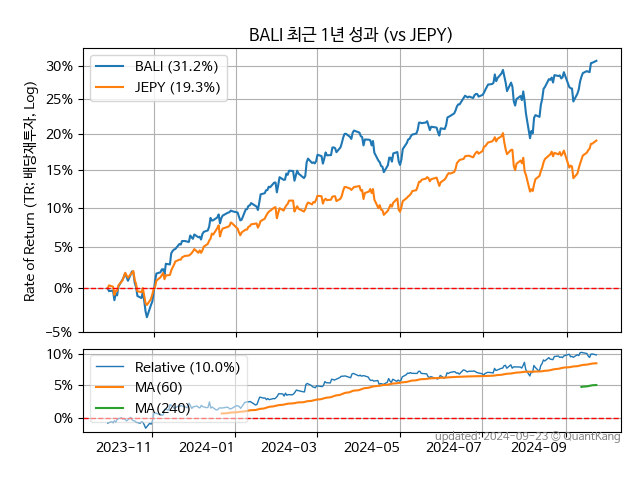 BALI 최근 1년 성과 (vs JEPY)
Rate of Return (TR: 배당재투자, Log)
30%
25%
20%
15%
10%
5%
0%
−5%
BALI (31.2%)
JEPY (19.3%)
10%
5%
0%
Relative (10.0%)
MA(60)
MA(240)
2023-11 2024-01 2024-03 2024-05 2024-07 2024-09
updated: 2024-09-23 © QuantKang